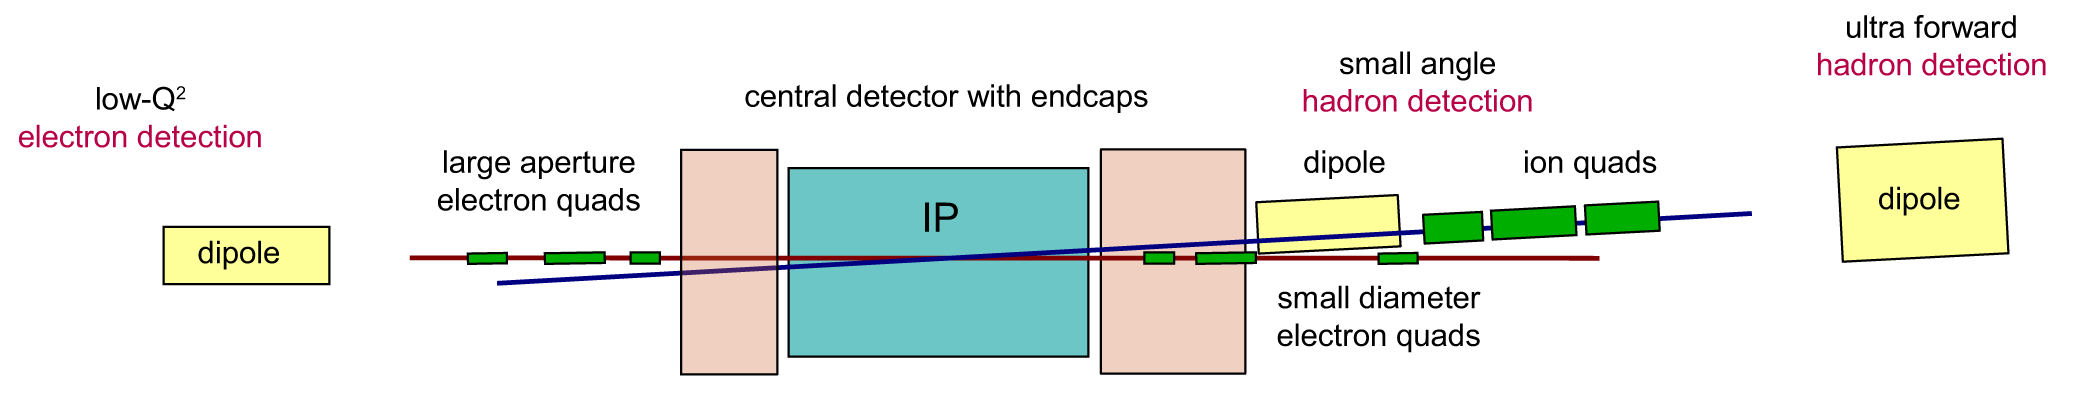 ultra forward
hadron detection
small angle
hadron detection
central detector with endcaps
low-Q²
electron detection
large aperture
electron quads
dipole
ion quads
dipole
IP
dipole
small diameter
electron quads